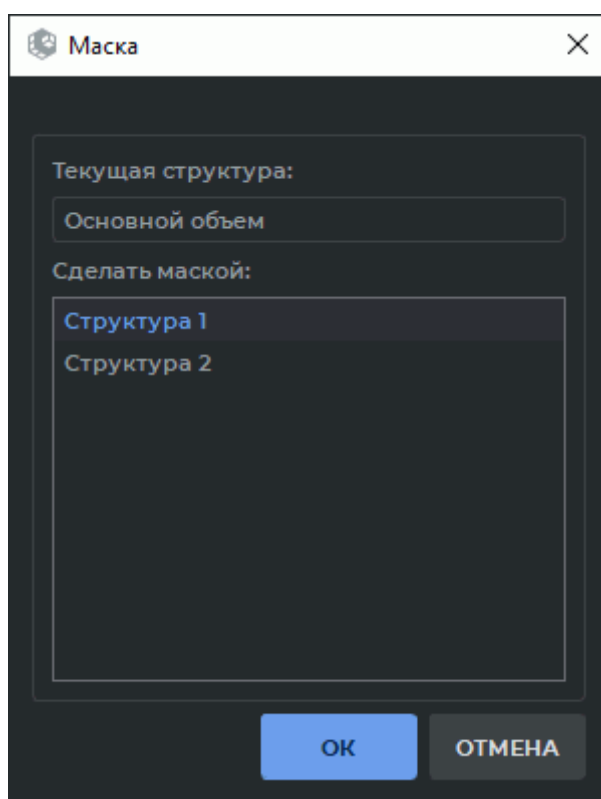 Маска
Текущая структура:
Основной объем
Сделать маской:
Структура 1
Структура 2
ОК
ОТМЕНА